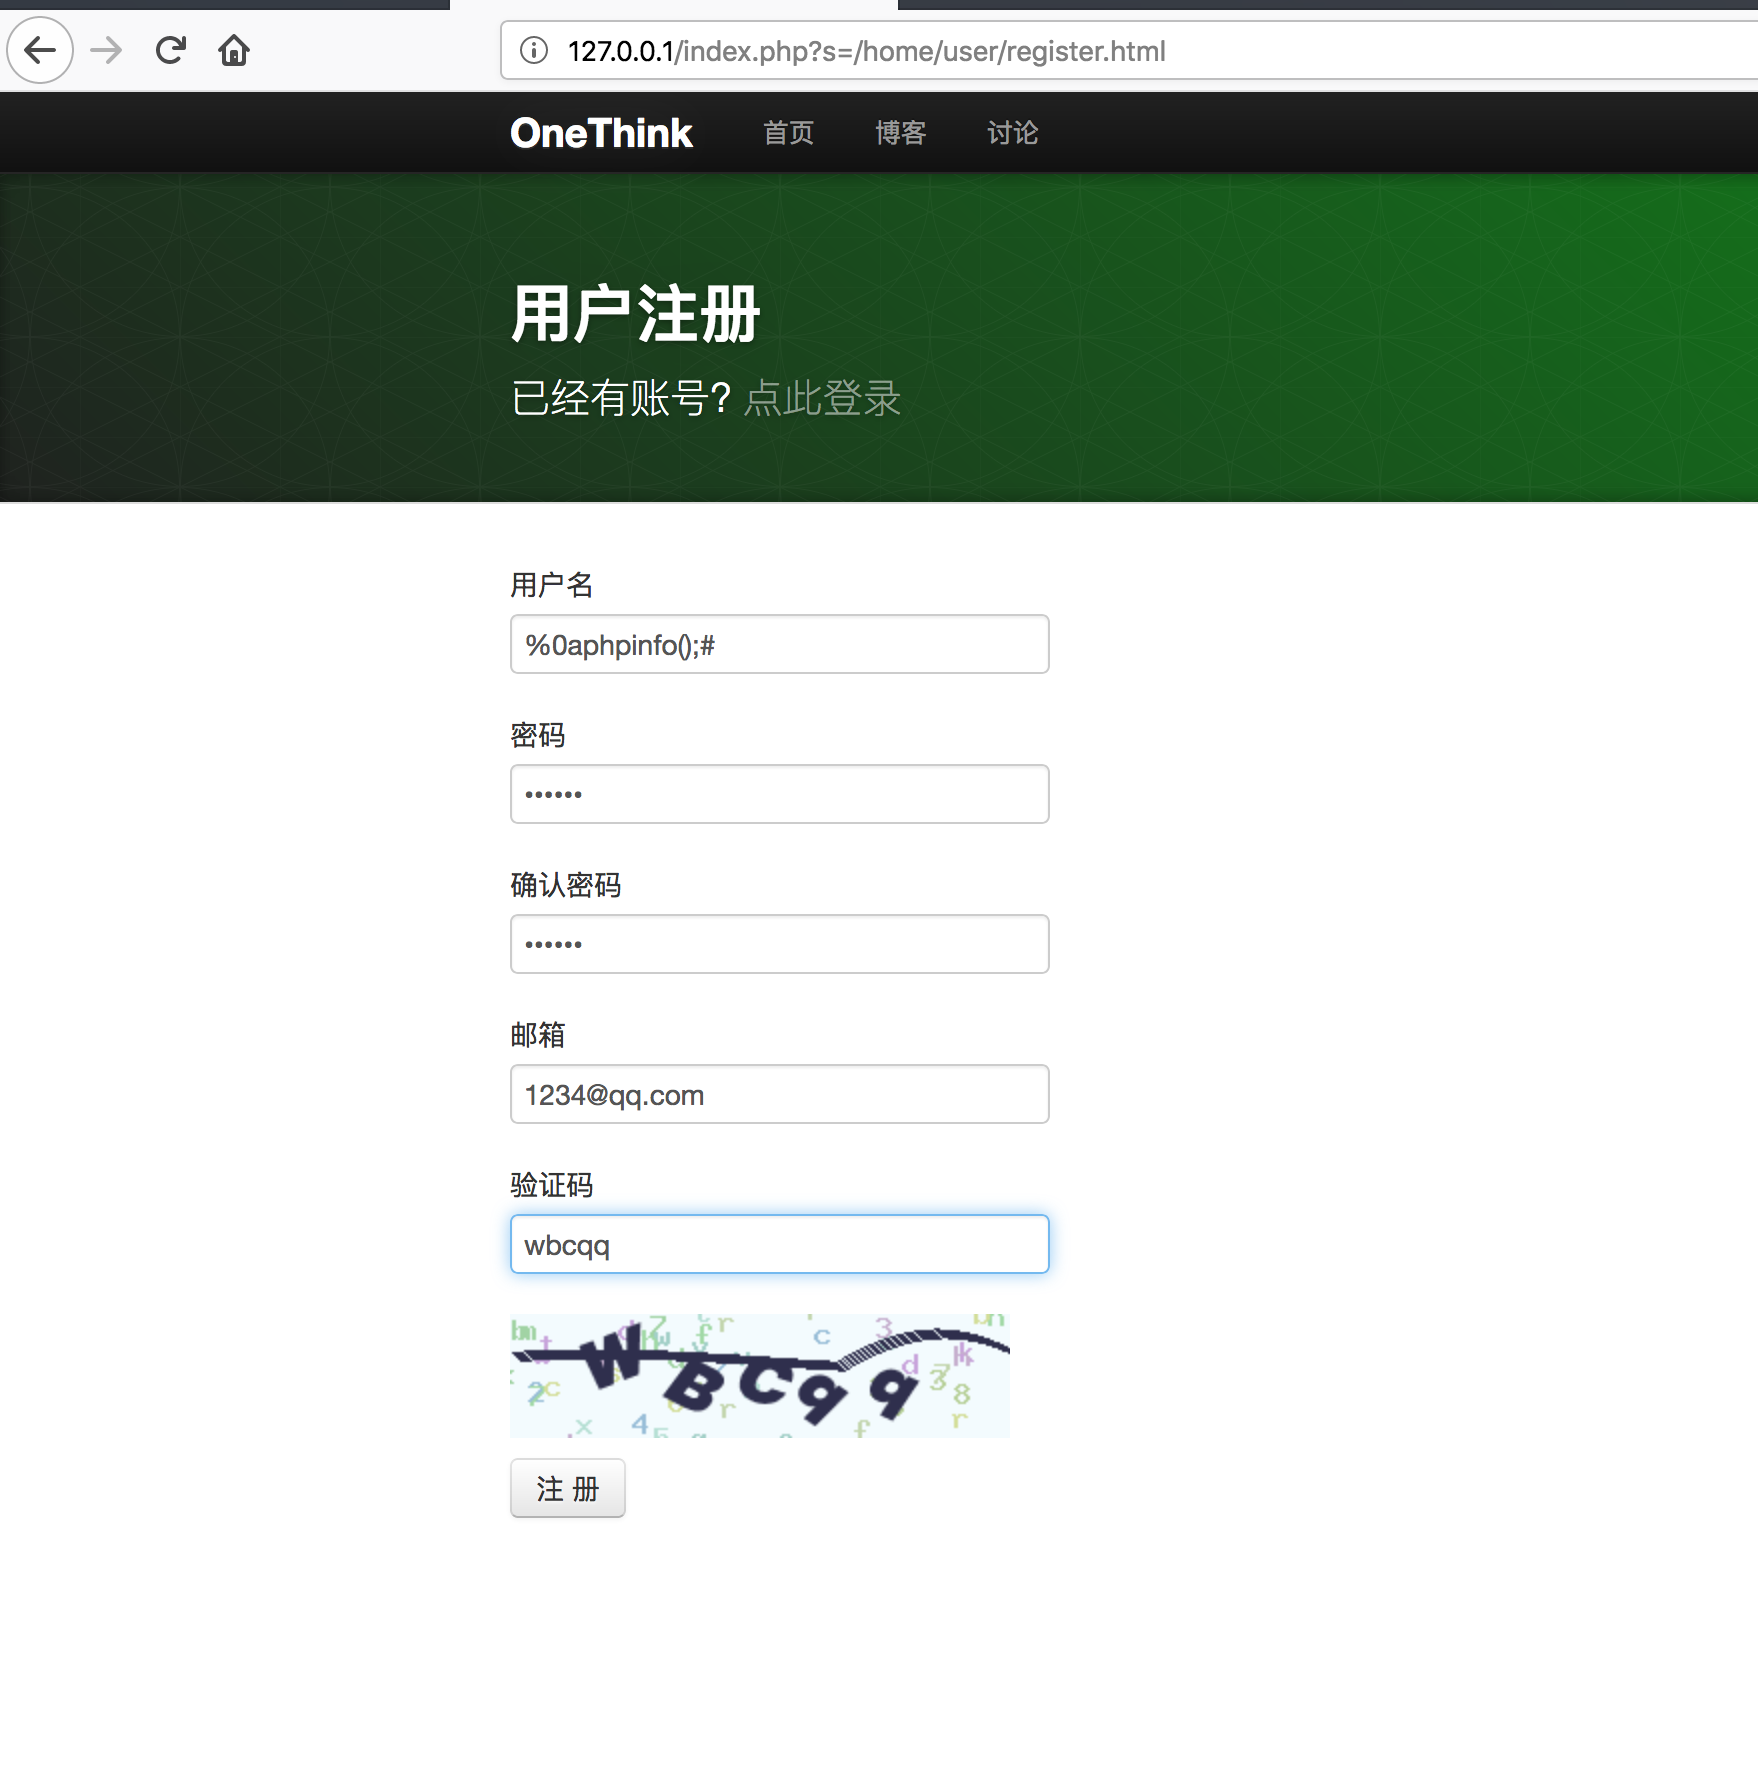 127.0.0.1/index.php?s=/home/user/register.html
OneThink 首页 博客 讨论
用户注册
已经有账号? 点此登录
用户名
%0aphpinfo();#
密码
••••••
确认密码
••••••
邮箱
1234@qq.com
验证码
wbcqq
WBCqq
注 册